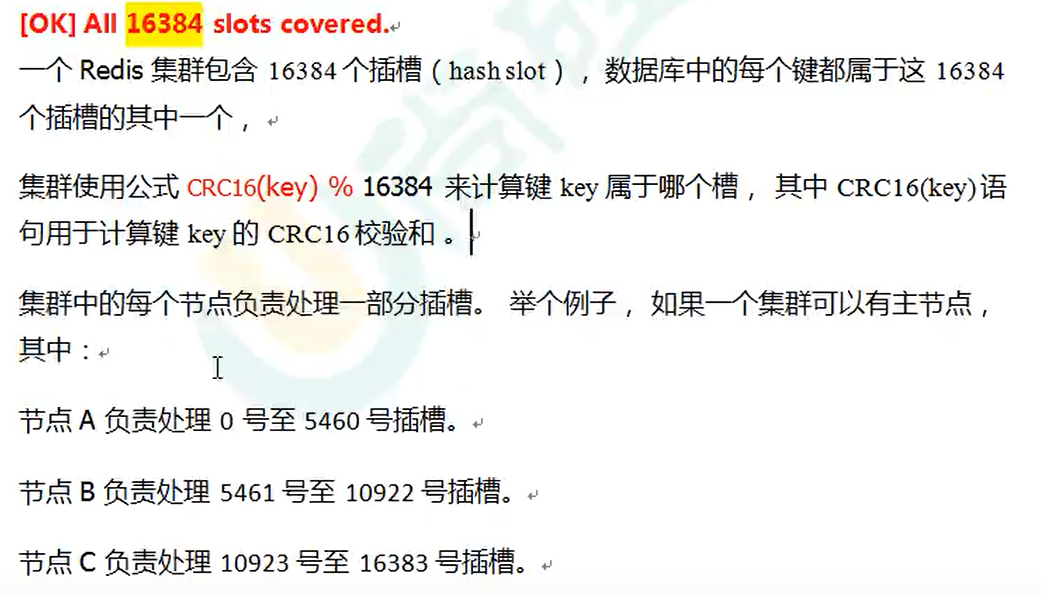 [OK] All 16384 slots covered.
一个 Redis 集群包含 16384 个插槽（hash slot），数据库中的每个键都属于这 16384
个插槽的其中一个，
集群使用公式 CRC16(key) % 16384 来计算键 key 属于哪个槽，其中 CRC16(key) 语
句用于计算键 key 的 CRC16 校验和 。
集群中的每个节点负责处理一部分插槽。 举个例子，如果一个集群可以有主节点，
其中：
节点 A 负责处理 0 号至 5460 号插槽。
节点 B 负责处理 5461 号至 10922 号插槽。
节点 C 负责处理 10923 号至 16383 号插槽。